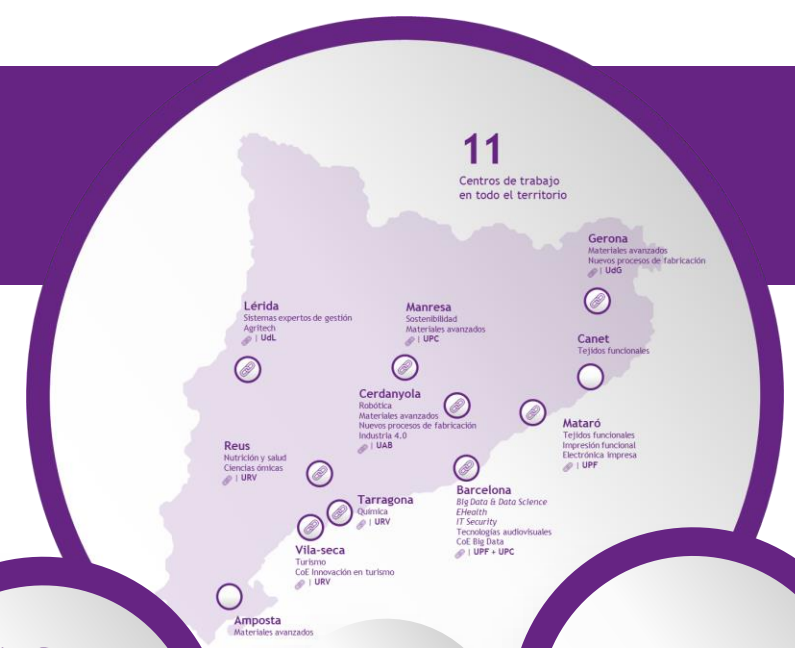 11
Centros de trabajo
en todo el territorio
Gerona
Materiales avanzados
Nuevos procesos de fabricación
| UdG
Lérida
Sistemas expertos de gestión
Agritech
| UdL
Manresa
Sostenibilidad
Materiales avanzados
| UPC
Canet
Tejidos funcionales
Cerdanyola
Robótica
Materiales avanzados
Nuevos procesos de fabricación
Industria 4.0
| UAB
Mataró
Tejidos funcionales
Impresión funcional
Electrónica impresa
| UPF
Reus
Nutrición y salud
Ciencias ómicas
| URV
Tarragona
Química
| URV
Barcelona
Big Data & Data Science
EHealth
IT Security
Tecnologías audiovisuales
CoE Big Data
| UPF + UPC
Vila-seca
Turismo
CoE Innovación en turismo
| URV
Amposta
Materiales avanzados